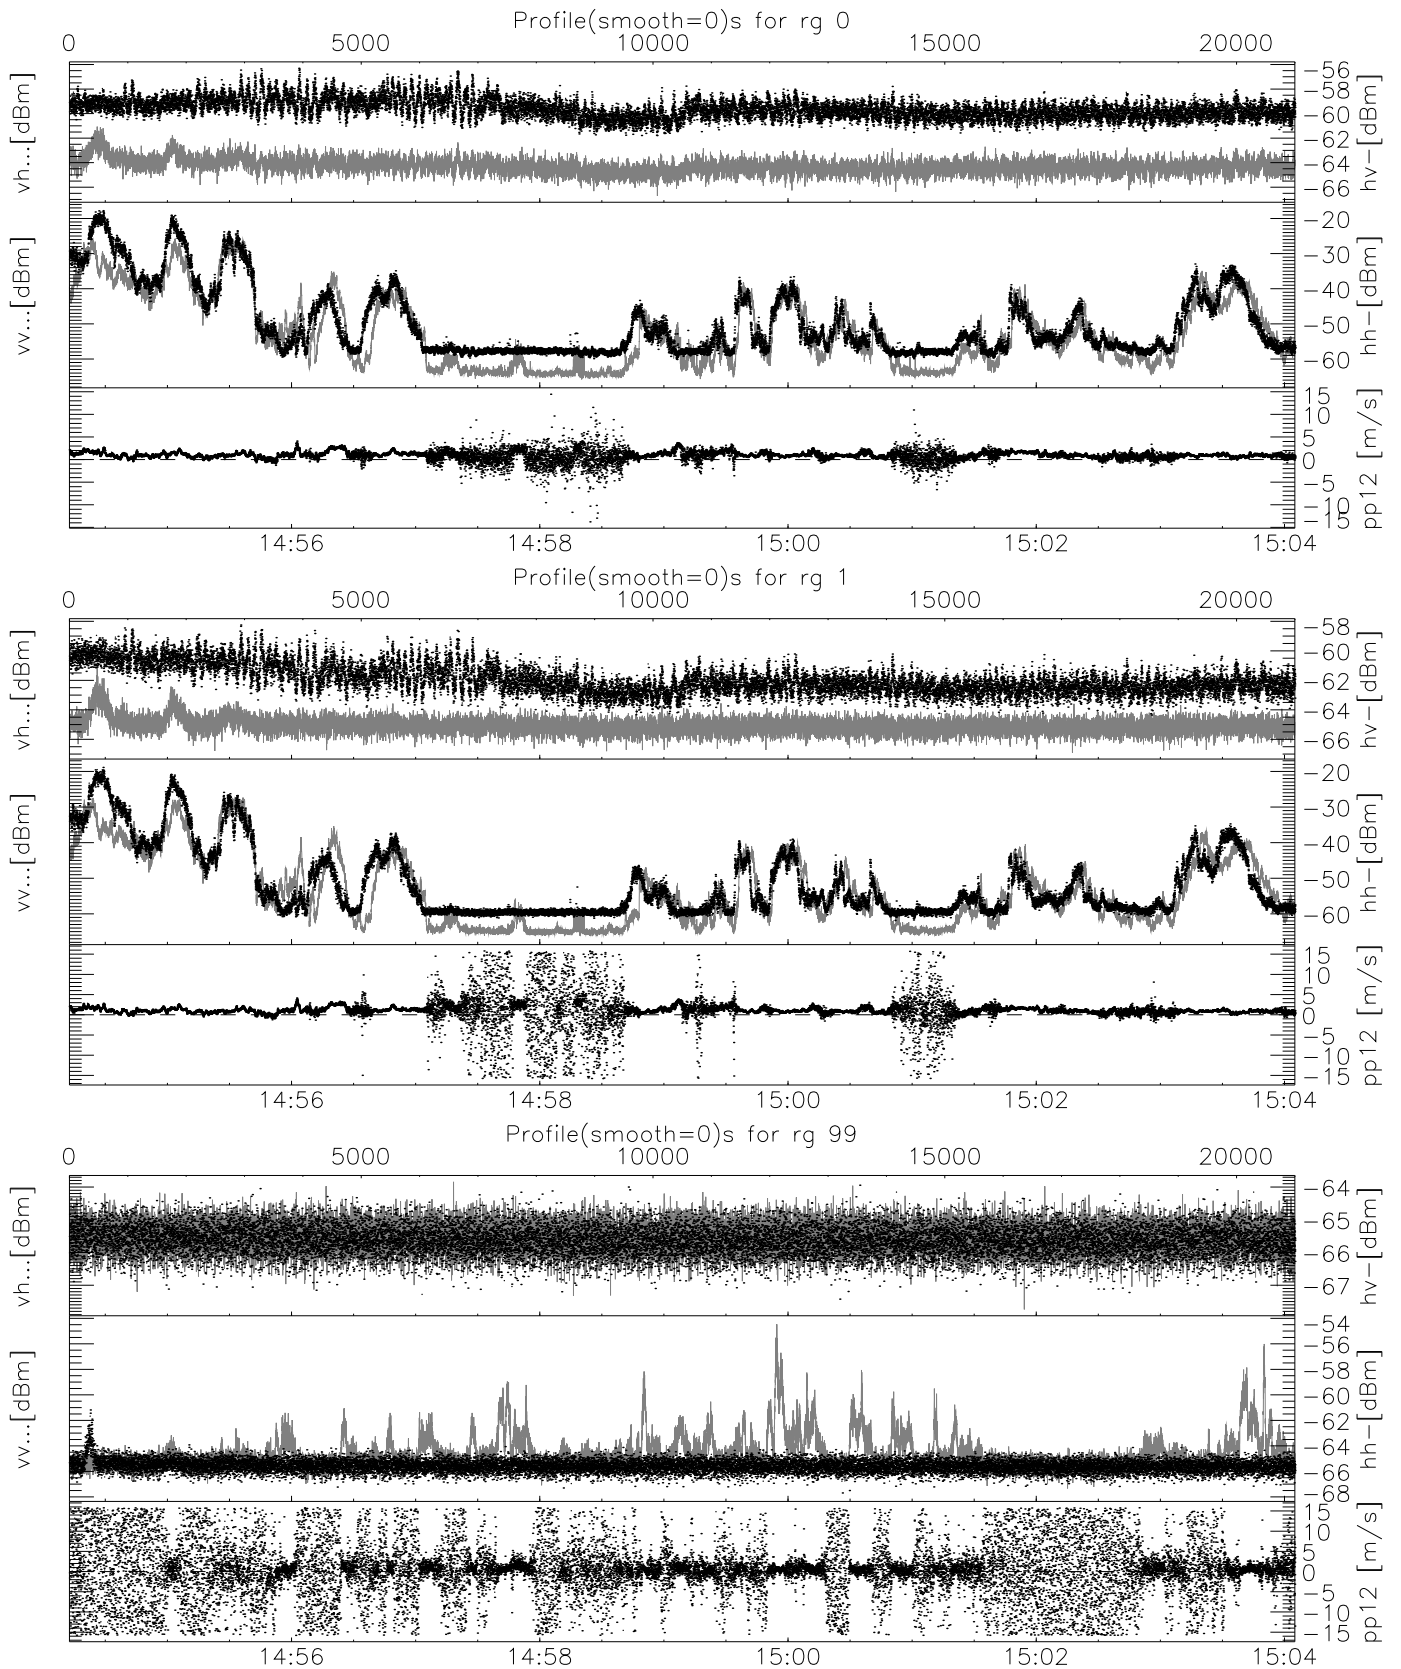 Profile(smooth=0)s for rg 0
0 5000 10000 15000 20000
vh...[dBm]
-56
-58
-60
-62
-64
-66
hv-[dBm]
vv...[dBm]
-20
-30
-40
-50
-60
hh-[dBm]
15
10
5
0
-5
-10
-15
pp12 [m/s]
14:56 14:58 15:00 15:02 15:04
Profile(smooth=0)s for rg 1
0 5000 10000 15000 20000
vh...[dBm]
-58
-60
-62
-64
-66
hv-[dBm]
vv...[dBm]
-20
-30
-40
-50
-60
hh-[dBm]
15
10
5
0
-5
-10
-15
pp12 [m/s]
14:56 14:58 15:00 15:02 15:04
Profile(smooth=0)s for rg 99
0 5000 10000 15000 20000
vh...[dBm]
-64
-65
-66
-67
hv-[dBm]
vv...[dBm]
-54
-56
-58
-60
-62
-64
-66
-68
hh-[dBm]
15
10
5
0
-5
-10
-15
pp12 [m/s]
14:56 14:58 15:00 15:02 15:04